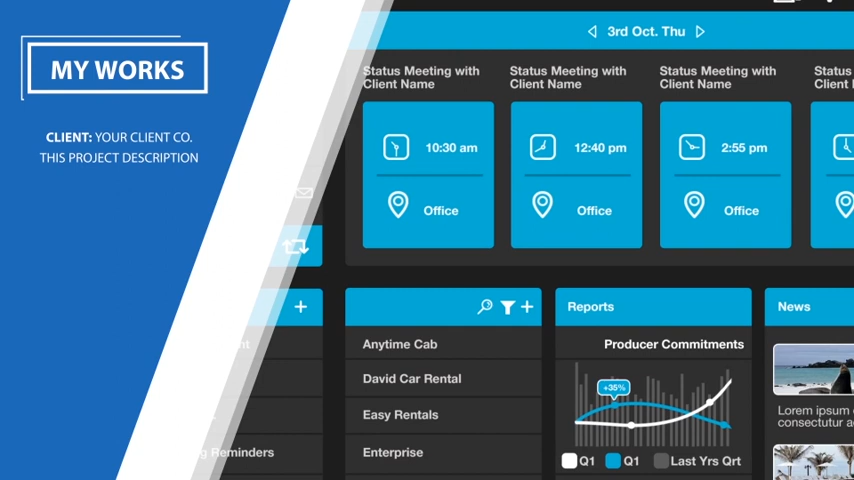 MY WORKS
CLIENT: YOUR CLIENT CO.
THIS PROJECT DESCRIPTION
3rd Oct. Thu
Status Meeting with
Client Name
10:30 am
Office
Status Meeting with
Client Name
12:40 pm
Office
Status Meeting with
Client Name
2:55 pm
Office
Status
Client
Reminders
Anytime Cab
David Car Rental
Easy Rentals
Enterprise
Reports
Producer Commitments
+35%
Q1 Q1 Last Yrs Qrt
News
Lorem ipsum
consectetur